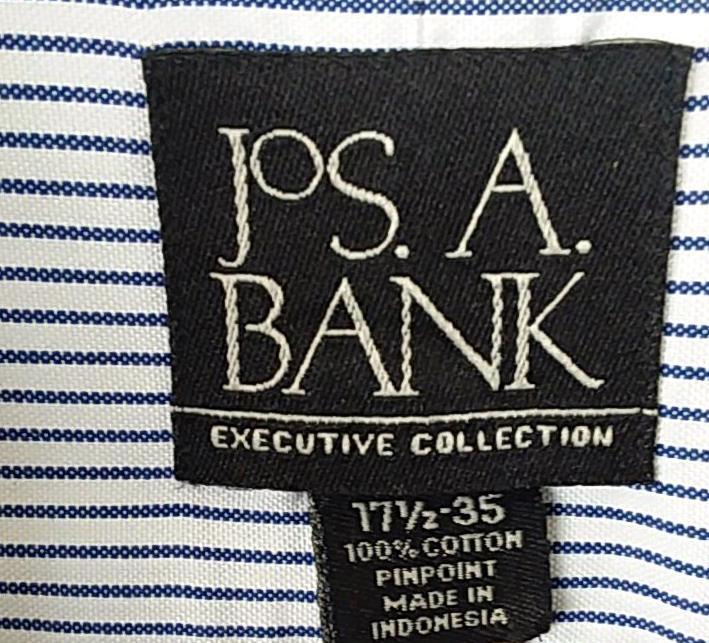 JOS. A.
BANK
EXECUTIVE COLLECTION
17½-35
100% COTTON
PINPOINT
MADE IN
INDONESIA